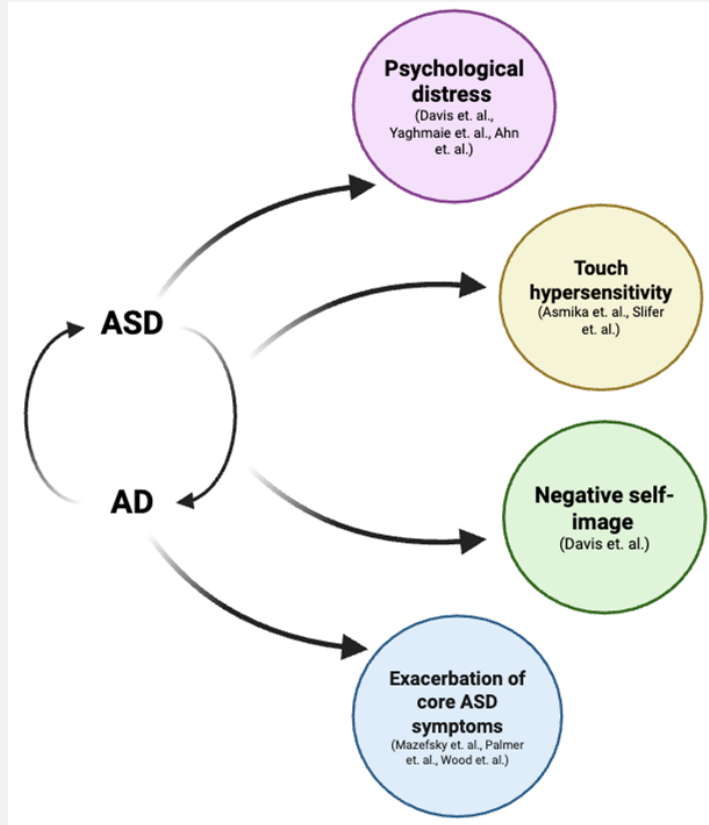 Psychological
distress
(Davis et. al.,
Yaghmaie et. al., Ahn
et. al.)
Touch
hypersensitivity
(Asmika et. al., Slifer
et. al.)
ASD
AD
Negative self-
image
(Davis et. al.)
Exacerbation of
core ASD
symptoms
(Mazefsky et. al., Palmer
et. al., Wood et. al.)